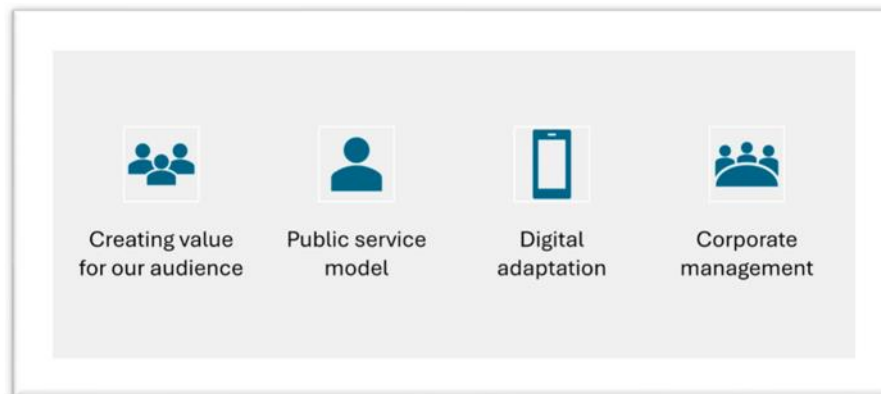 Creating value
for our audience
Public service
model
Digital
adaptation
Corporate
management